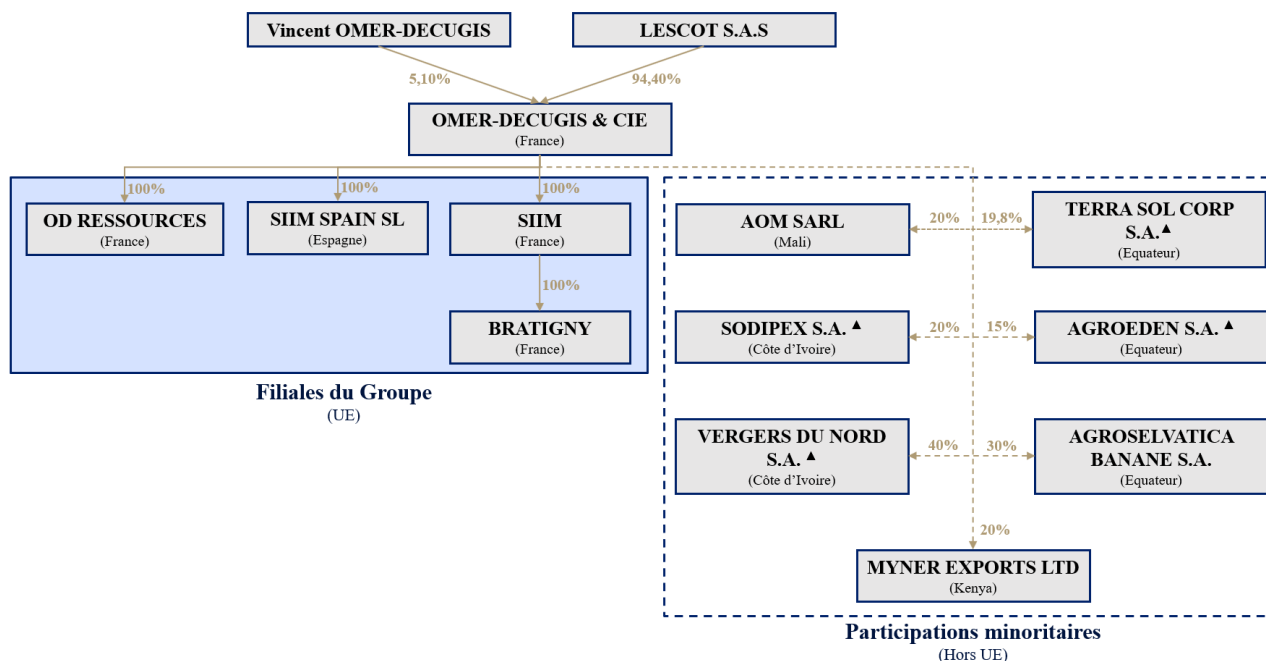 Vincent OMER-DECUGIS
LESCOT S.A.S
5,10%
94,40%
OMER-DECUGIS & CIE
(France)
100%
100%
100%
OD RESSOURCES
(France)
SIIM SPAIN SL
(Espagne)
SIIM
(France)
100%
BRATIGNY
(France)
Filiales du Groupe
(UE)
AOM SARL
(Mali)
20%
19,8%
TERRA SOL CORP
S.A.▲
(Equateur)
SODIPEX S.A. ▲
(Côte d’Ivoire)
20%
15%
AGROEDEN S.A. ▲
(Equateur)
VERGERS DU NORD
S.A. ▲
(Côte d’Ivoire)
40%
30%
AGROSELVATICA
BANANE S.A.
(Equateur)
20%
MYNER EXPORTS LTD
(Kenya)
Participations minoritaires
(Hors UE)